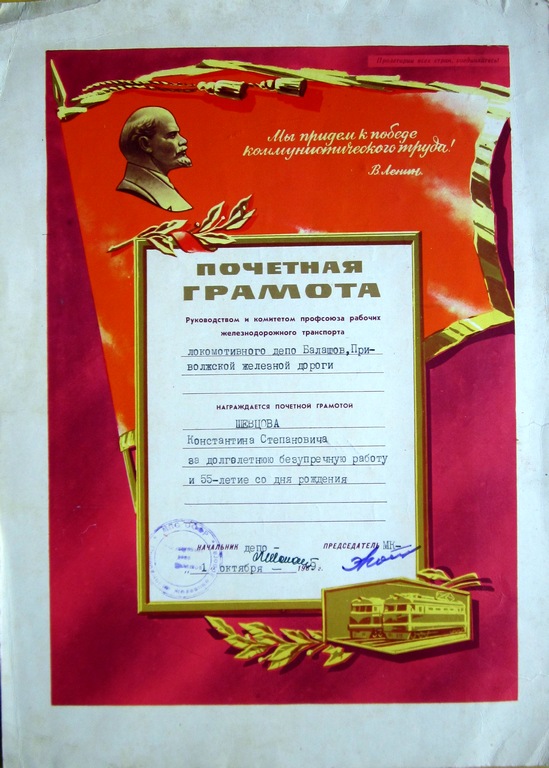 Пролетарии всех стран, соединяйтесь!
Мы придем к победе
коммунистического труда!
В Ленин.
ПОЧЕТНАЯ
ГРАМОТА
Руководством и комитетом профсоюза рабочих
железнодорожного транспорта
локомотивного депо Балашов,При-
волжской железной дороги
НАГРАЖДАЕТСЯ ПОЧЕТНОЙ ГРАМОТОЙ
ШЕВЦОВА
Константина Степановича
за долголетнюю безупречную работу
и 55-летие со дня рождения
НАЧАЛЬНИК депо - ПРЕДСЕДАТЕЛЬ МК-
„ 1 " октября — г.